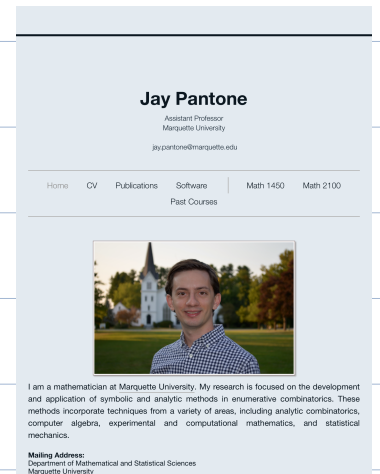 Jay Pantone
Assistant Professor
Marquette University
jay.pantone@marquette.edu
Home CV Publications Software Math 1450 Math 2100
Past Courses
I am a mathematician at Marquette University. My research is focused on the development
and application of symbolic and analytic methods in enumerative combinatorics. These
methods incorporate techniques from a variety of areas, including analytic combinatorics,
computer algebra, experimental and computational mathematics, and statistical
mechanics.
Mailing Address:
Department of Mathematical and Statistical Sciences
Marquette University